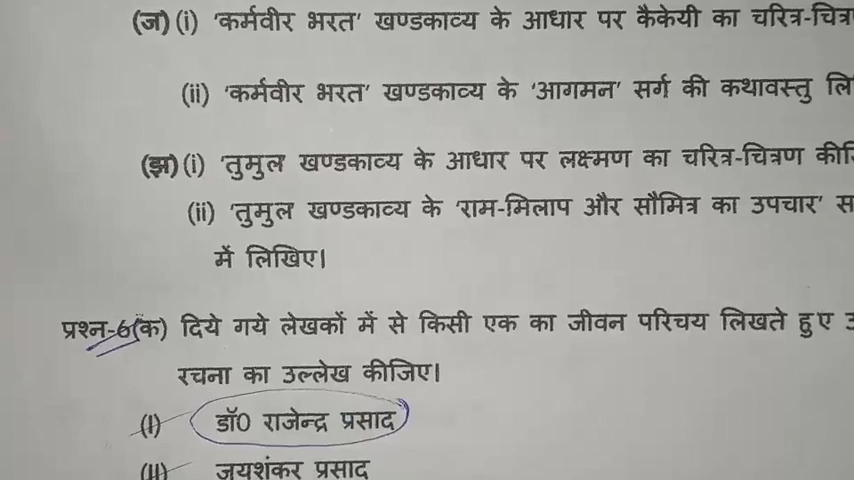 (ज) (i) 'कर्मवीर भरत' खण्डकाव्य के आधार पर कैकेयी का
(ii) 'कर्मवीर भरत' खण्डकाव्य के 'आगमन' सर्ग की कथावस्तु
(झ) (i) 'तुमुल' खण्डकाव्य के आधार पर लक्ष्मण का चरित्र-चित्रण
(ii) 'तुमुल' खण्डकाव्य के 'राम-मिलाप और सौमित्र का उपचार'
में लिखिए।
प्रश्न-6(क) दिये गये लेखकों में से किसी एक का जीवन परिचय लिखते हुए
रचना का उल्लेख कीजिए।
(I) डॉ0 राजेन्द्र प्रसाद
(II) जयशंकर प्रसाद